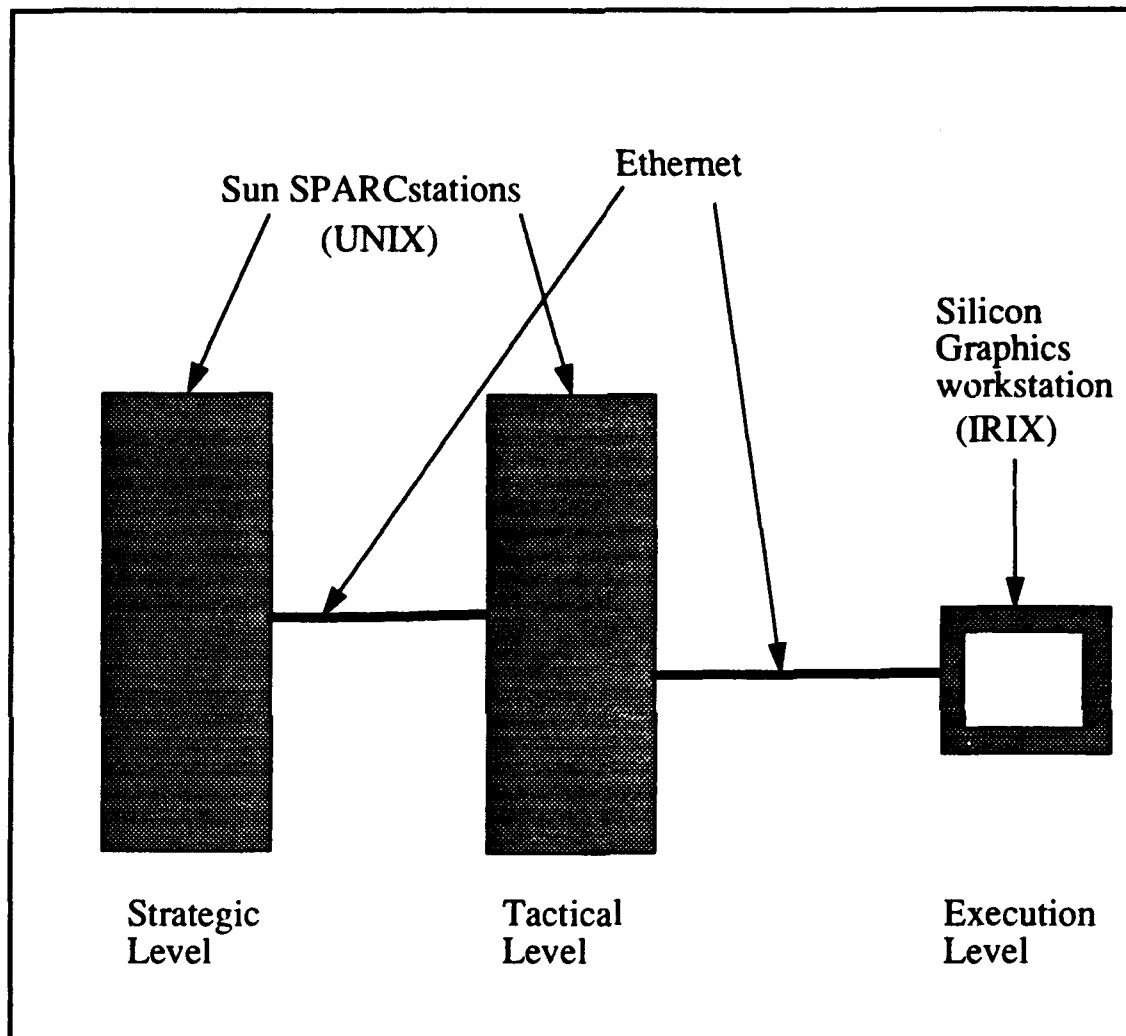 Ethernet
Sun SPARCstations
(UNIX)
Silicon
Graphics
workstation
(IRIX)
Strategic
Level
Tactical
Level
Execution
Level